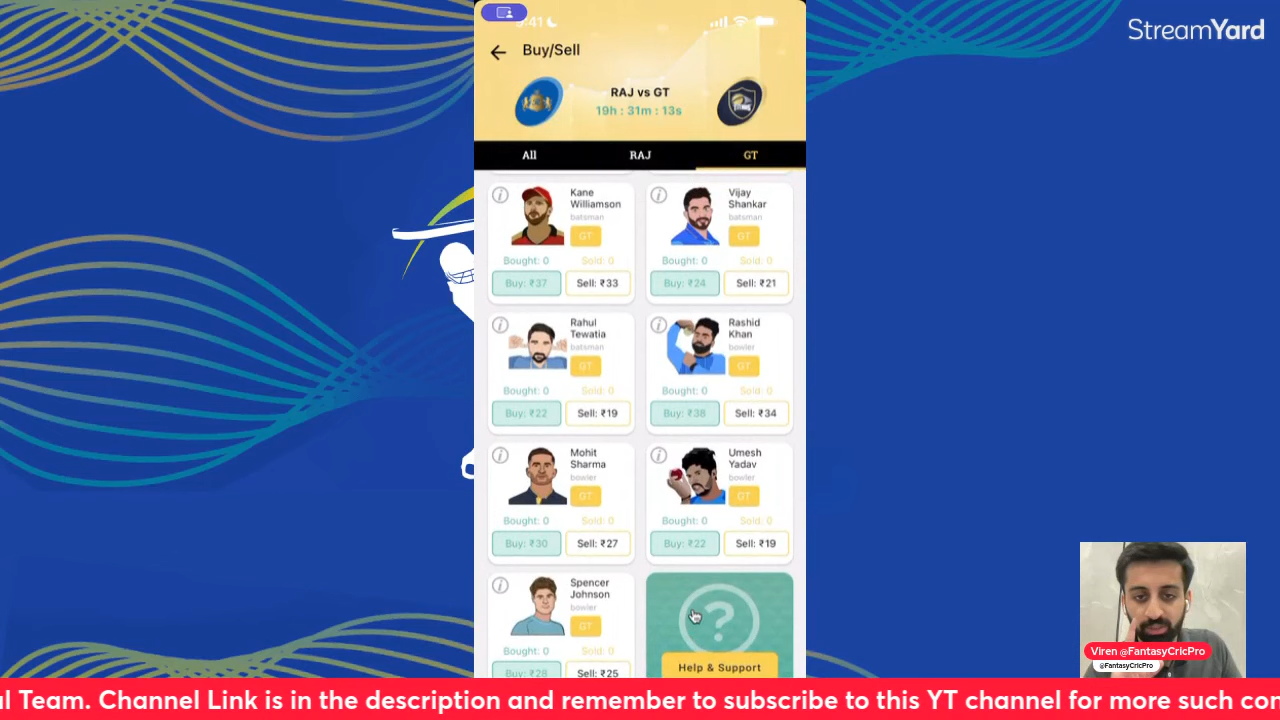 StreamYard
9:41
Buy/Sell
RAJ vs GT
19h : 31m : 13s
All RAJ GT
Kane Williamson
batsman
GT
Bought: 0 Sold: 0
Buy: ₹37 Sell: ₹33
Vijay Shankar
batsman
GT
Bought: 0 Sold: 0
Buy: ₹24 Sell: ₹21
Rahul Tewatia
batsman
GT
Bought: 0 Sold: 0
Buy: ₹22 Sell: ₹19
Rashid Khan
bowler
GT
Bought: 0 Sold: 0
Buy: ₹38 Sell: ₹34
Mohit Sharma
bowler
GT
Bought: 0 Sold: 0
Buy: ₹30 Sell: ₹27
Umesh Yadav
bowler
GT
Bought: 0 Sold: 0
Buy: ₹22 Sell: ₹19
Spencer Johnson
bowler
GT
Bought: 0 Sold: 0
Buy: ₹28 Sell: ₹25
?
Help & Support
Viren @FantasyCricPro
@FantasyCricPro
l Team. Channel Link is in the description and remember to subscribe to this YT channel for more such con